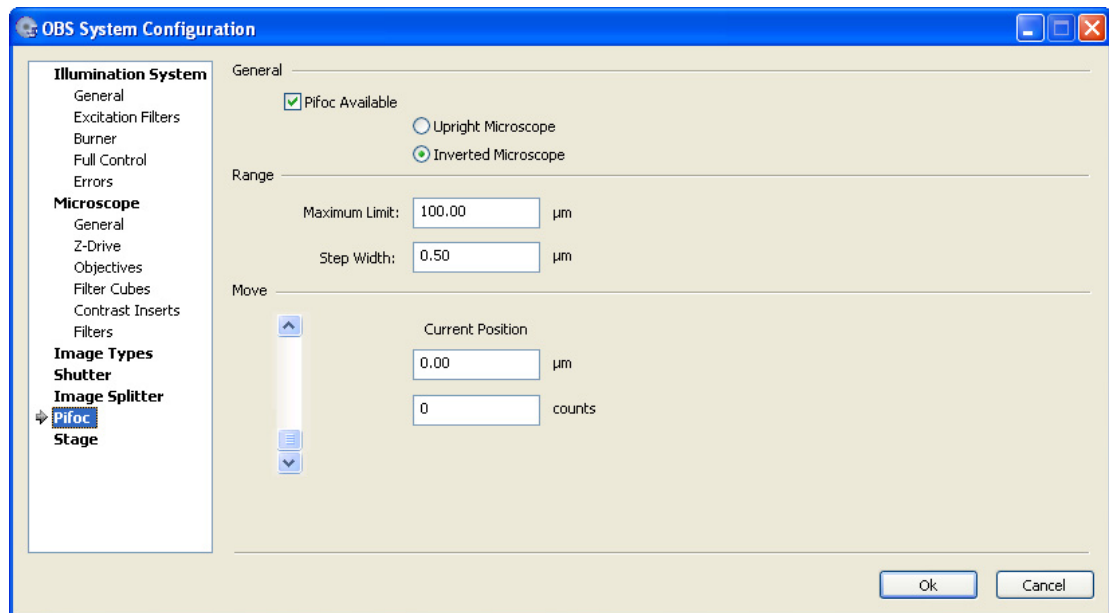 OBS System Configuration
Illumination System
General
Excitation Filters
Burner
Full Control
Errors
Microscope
General
Z-Drive
Objectives
Filter Cubes
Contrast Inserts
Filters
Image Types
Shutter
Image Splitter
Pifoc
Stage
General
Pifoc Available
Upright Microscope
Inverted Microscope
Range
Maximum Limit: 100.00 µm
Step Width: 0.50 µm
Move
Current Position
0.00 µm
0 counts
Ok Cancel